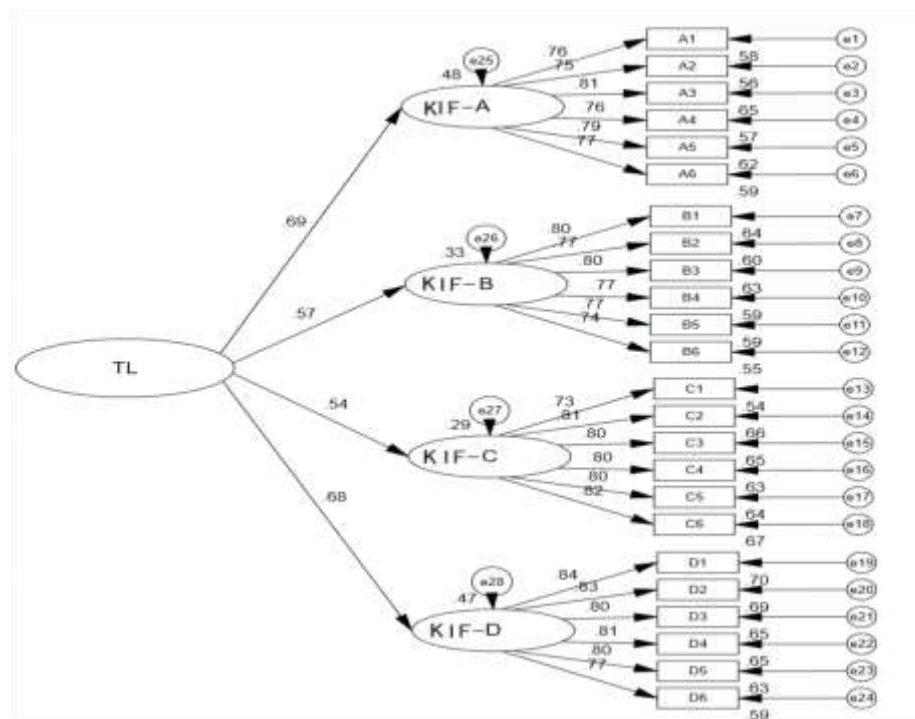 A1
.76
e1
e25
.75
A2
.58
e2
.48
.81
A3
.56
e3
KIF-A
.76
A4
.65
e4
.79
A5
.57
e5
.77
A6
.62
e6
.59
.69
B1
e7
.80
e26
.77
B2
.64
e8
.33
.80
B3
.60
e9
KIF-B
.77
B4
.63
e10
.57
.77
B5
.59
e11
.74
B6
.59
e12
.55
TL
C1
e13
.54
.73
e27
.81
C2
.54
e14
.29
.80
C3
.66
e15
KIF-C
.80
C4
.65
e16
.80
C5
.63
e17
.82
C6
.64
e18
.67
.68
D1
e19
.84
e28
.83
D2
.70
e20
.47
.80
D3
.69
e21
KIF-D
.81
D4
.65
e22
.80
D5
.65
e23
.77
D6
.63
e24
.59